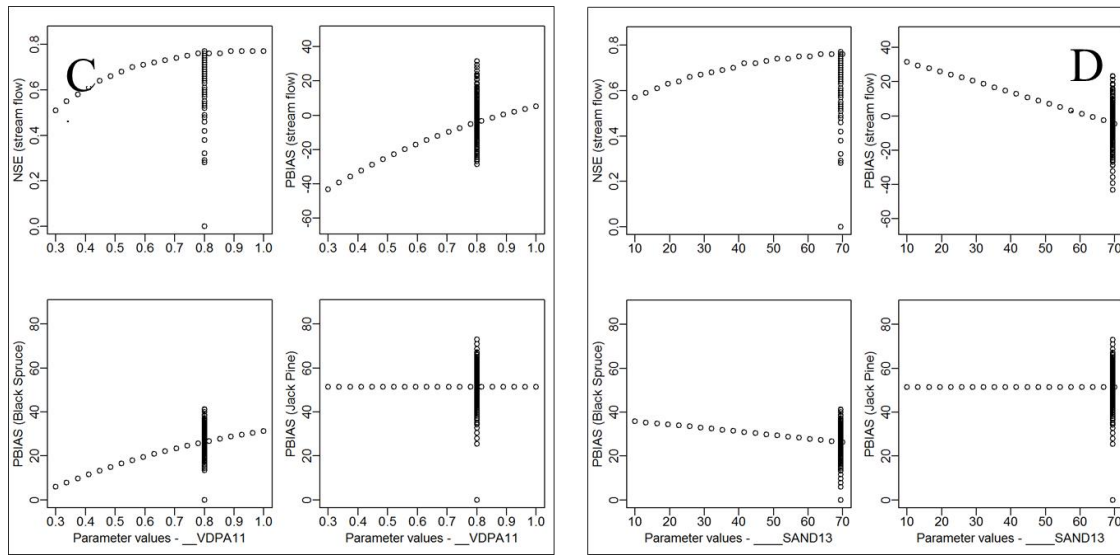 C
NSE (stream flow)
0.0 0.2 0.4 0.6 0.8
0.3 0.4 0.5 0.6 0.7 0.8 0.9 1.0
PBIAS (stream flow)
-60 -40 -20 0 20 40
0.3 0.4 0.5 0.6 0.7 0.8 0.9 1.0
PBIAS (Black Spruce)
0 20 40 60 80
0.3 0.4 0.5 0.6 0.7 0.8 0.9 1.0
Parameter values - __VDPA11
PBIAS (Jack Pine)
0 20 40 60 80
0.3 0.4 0.5 0.6 0.7 0.8 0.9 1.0
Parameter values - __VDPA11
D
NSE (stream flow)
0.0 0.2 0.4 0.6 0.8
10 20 30 40 50 60 70
PBIAS (stream flow)
-60 -40 -20 0 20 40
10 20 30 40 50 60 70
PBIAS (Black Spruce)
0 20 40 60 80
10 20 30 40 50 60 70
Parameter values - ____SAND13
PBIAS (Jack Pine)
0 20 40 60 80
10 20 30 40 50 60 70
Parameter values - ____SAND13